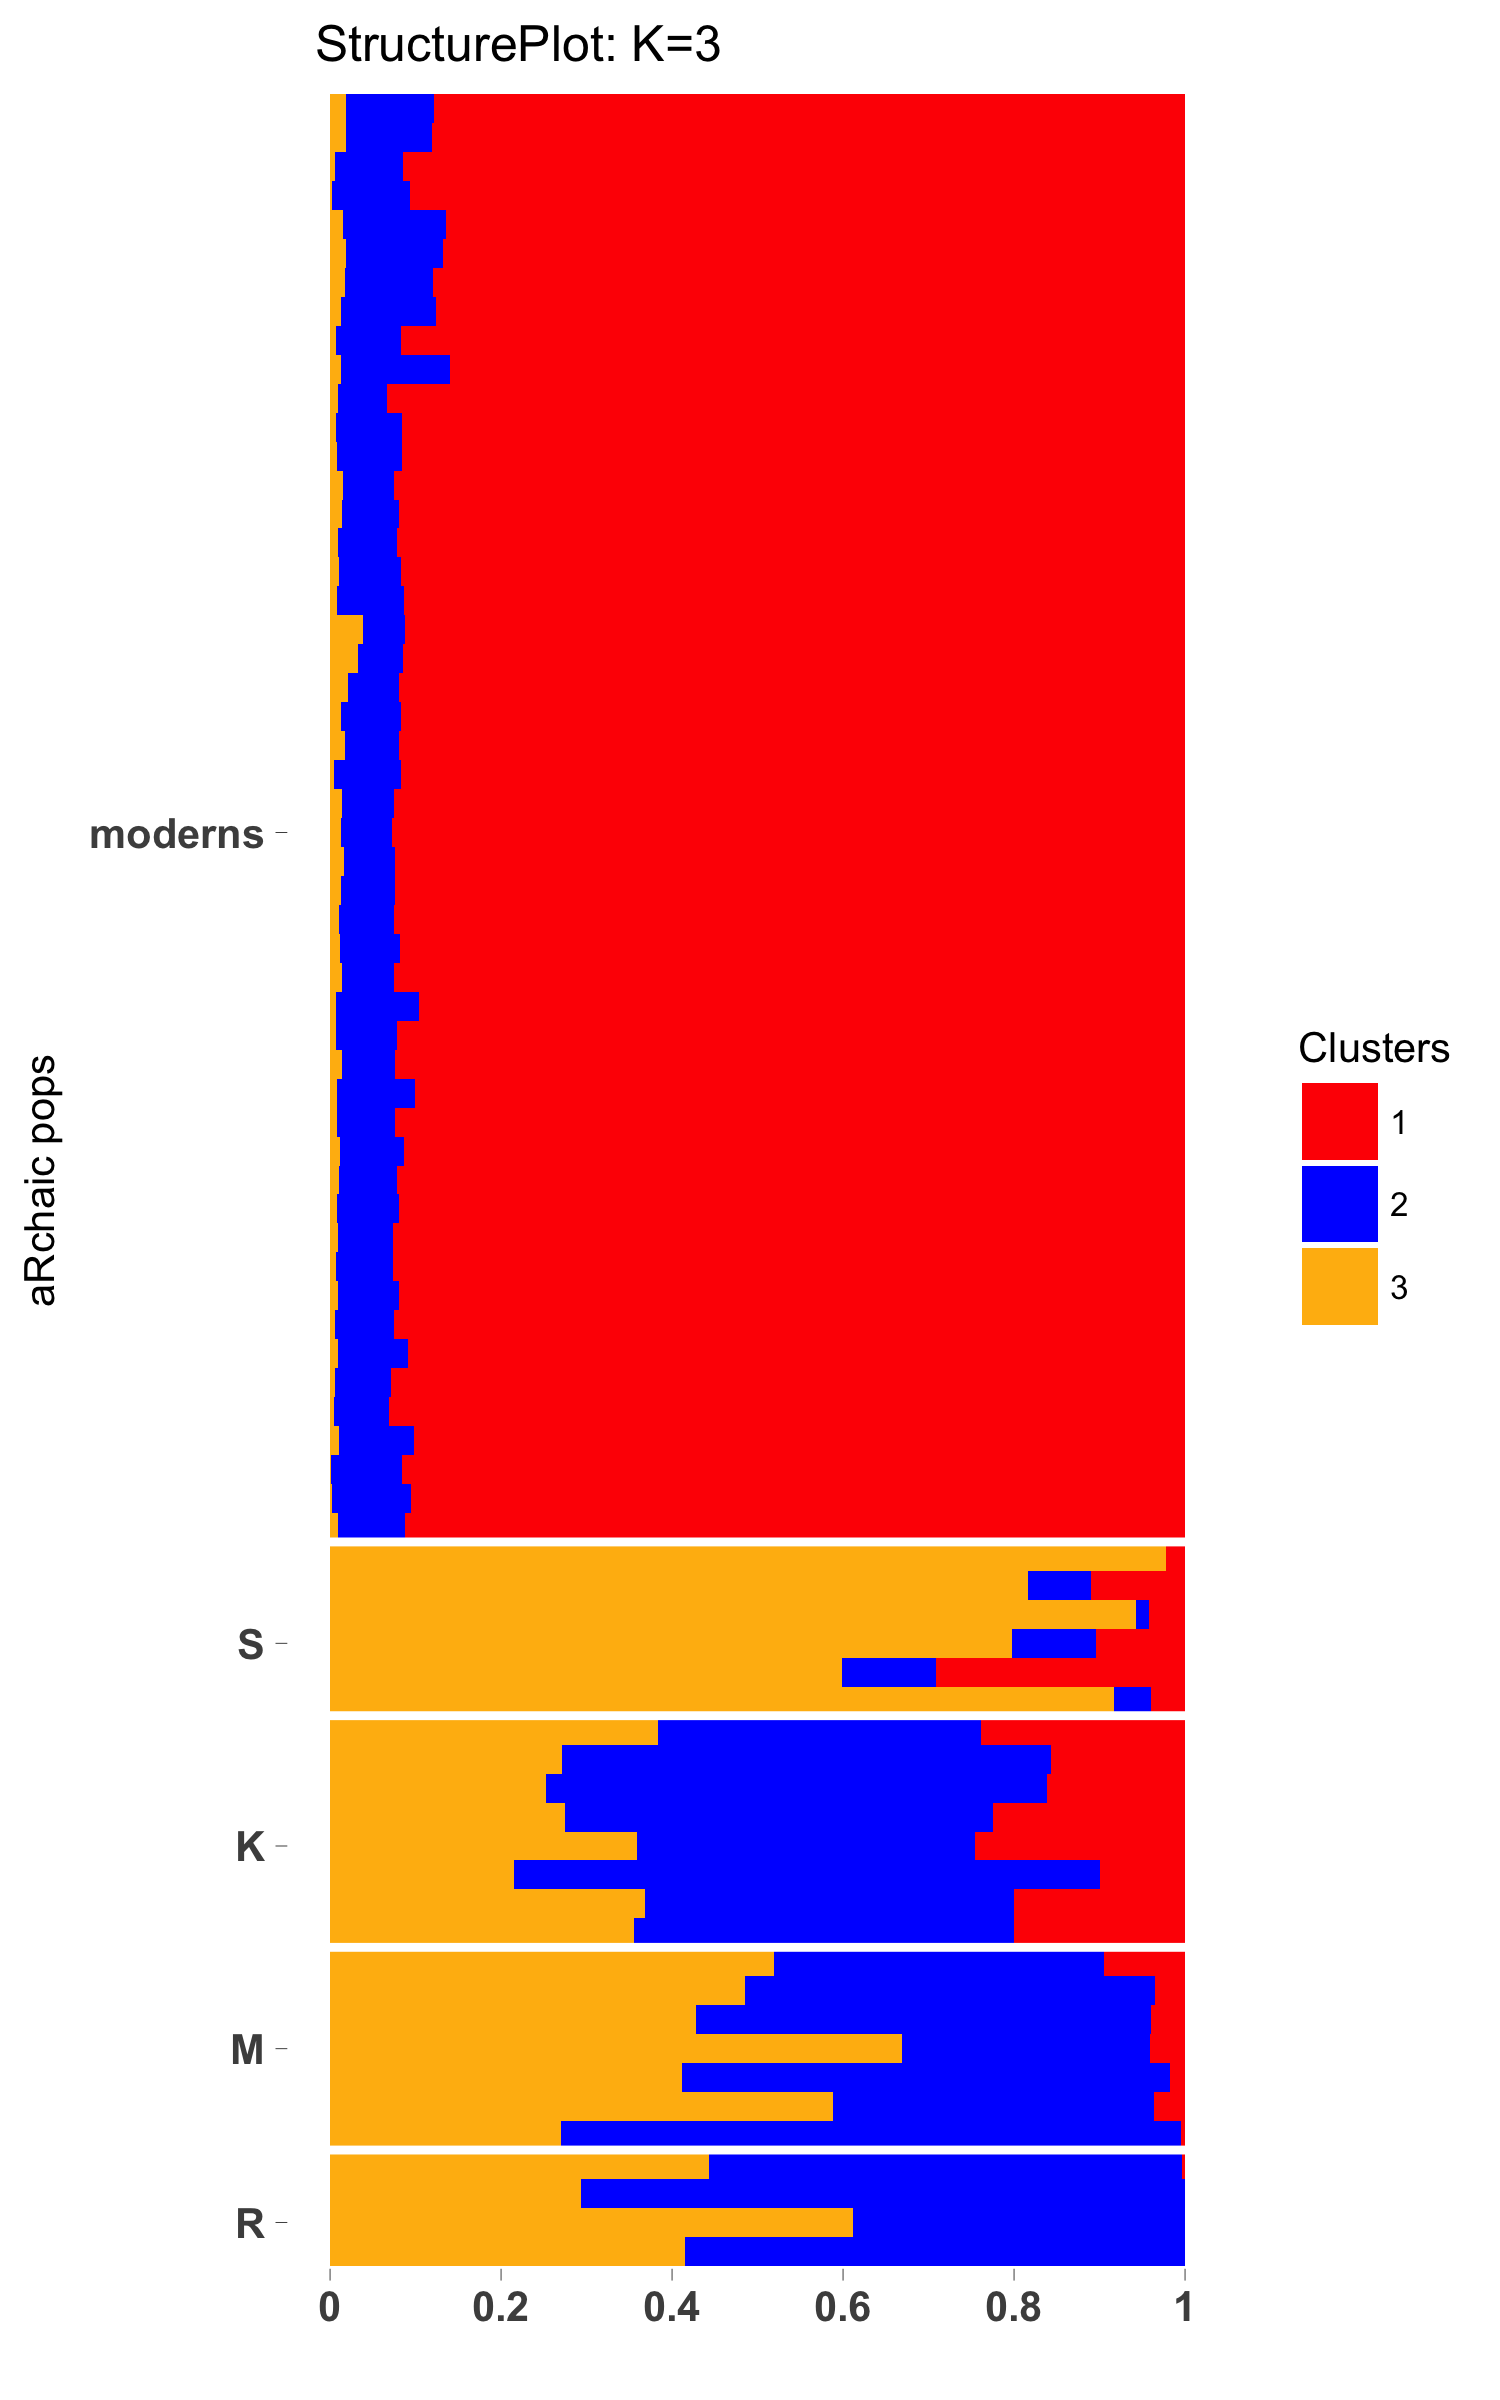 StructurePlot: K=3
moderns
S
K
M
R
aRchaic pops
0 0.2 0.4 0.6 0.8 1
Clusters
1
2
3